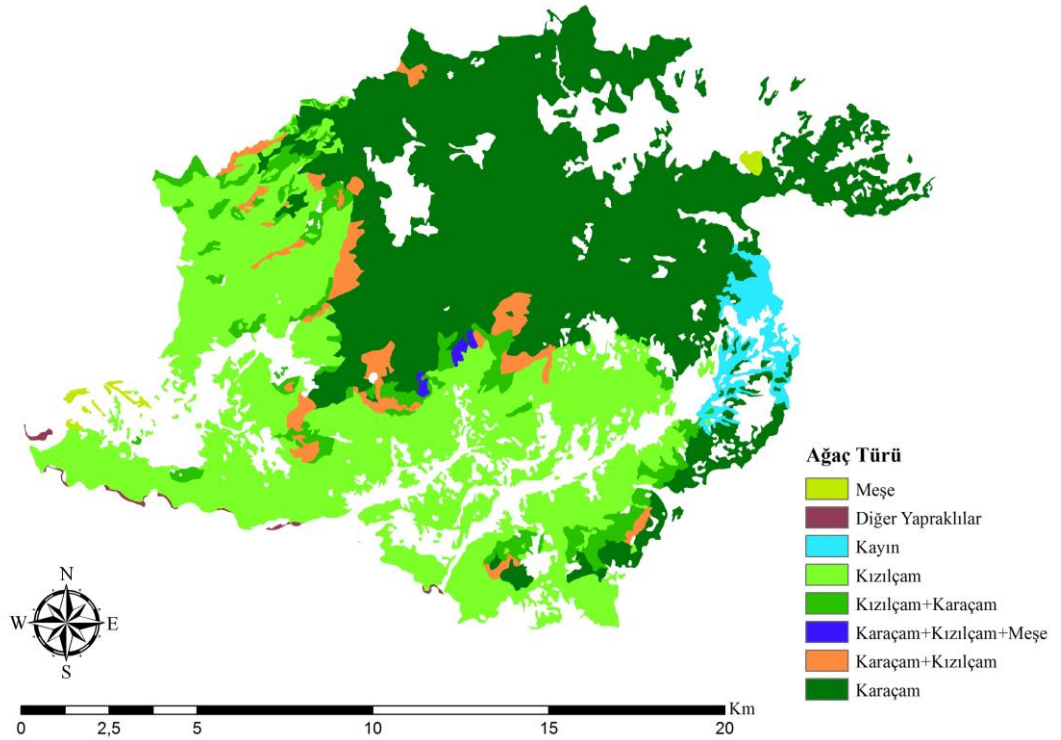 Ağaç Türü
Meşe
Diğer Yapraklılar
Kayın
Kızılçam
Kızılçam+Karaçam
Karaçam+Kızılçam+Meşe
Karaçam+Kızılçam
Karaçam
N
W E
S
Km
0 2,5 5 10 15 20